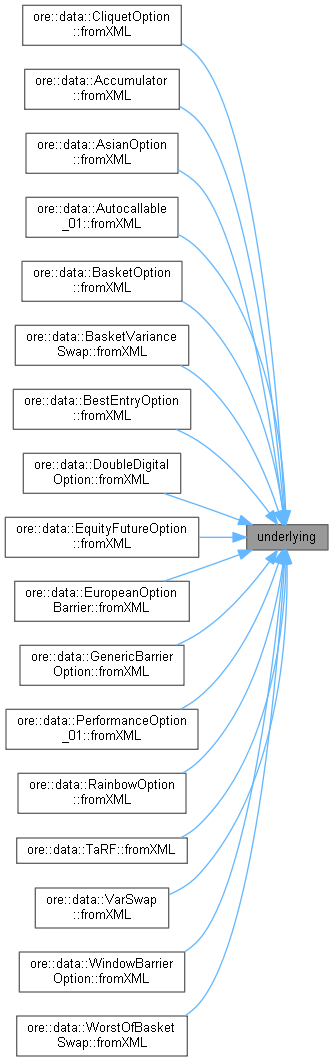 ore::data::CliquetOption
::fromXML
ore::data::Accumulator
::fromXML
ore::data::AsianOption
::fromXML
ore::data::Autocallable
_01::fromXML
ore::data::BasketOption
::fromXML
ore::data::BasketVariance
Swap::fromXML
ore::data::BestEntryOption
::fromXML
ore::data::DoubleDigital
Option::fromXML
ore::data::EquityFutureOption
::fromXML
underlying
ore::data::EuropeanOption
Barrier::fromXML
ore::data::GenericBarrier
Option::fromXML
ore::data::PerformanceOption
_01::fromXML
ore::data::RainbowOption
::fromXML
ore::data::TaRF::fromXML
ore::data::VarSwap
::fromXML
ore::data::WindowBarrier
Option::fromXML
ore::data::WorstOfBasket
Swap::fromXML